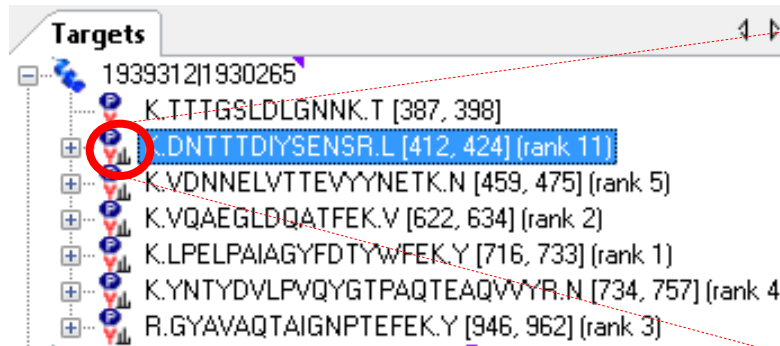 Targets
1939312|1930265
K.TTTGSLDLGNNK.T [387, 398]
K.DNTTTDIYSENSR.L [412, 424] (rank 11)
K.VDNNELVTTEVYYNETK.N [459, 475] (rank 5)
K.VQAEGLDQATFEK.V [622, 634] (rank 2)
K.LPELPAIAGYFDTYWFEK.Y [716, 733] (rank 1)
K.YNTYDVLPVQYGTPAQTEAQVVYR.N [734, 757] (rank 4
R.GYAVAQTAIGNPTEFEK.Y [946, 962] (rank 3)